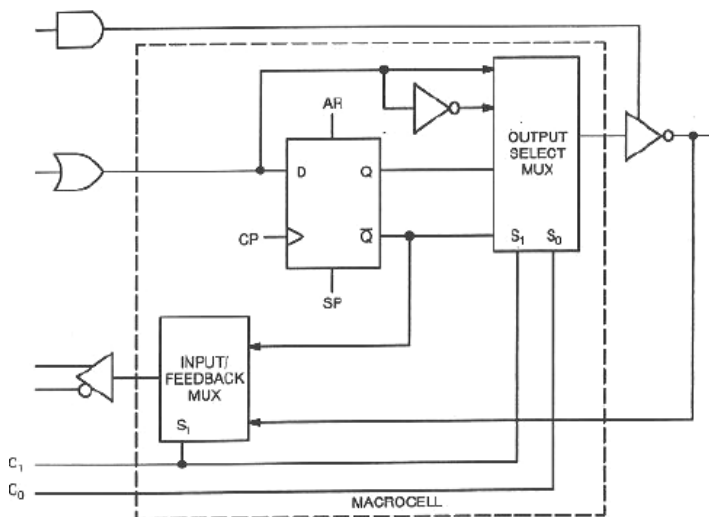 AR
OUTPUT
SELECT
MUX
D Q
CP
Q̅
S₁ S₀
SP
INPUT/
FEEDBACK
MUX
S₁
C₁
C₀
MACROCELL